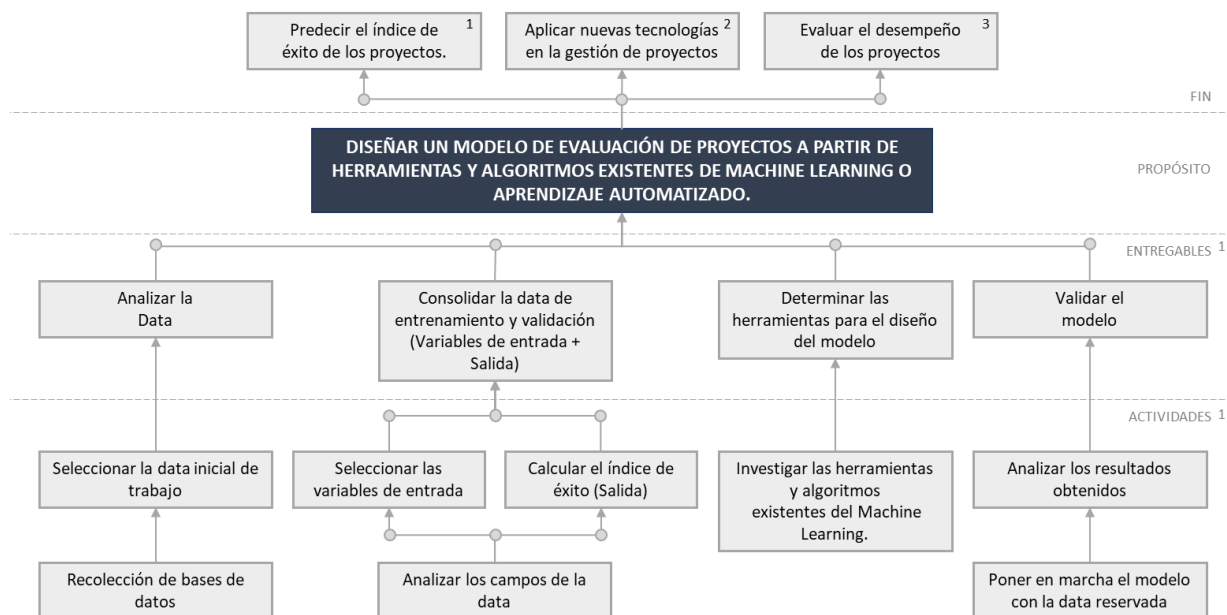 Predecir el índice de 1
éxito de los proyectos.
Aplicar nuevas tecnologías 2
en la gestión de proyectos
Evaluar el desempeño 3
de los proyectos
FIN
DISEÑAR UN MODELO DE EVALUACIÓN DE PROYECTOS A PARTIR DE
HERRAMIENTAS Y ALGORITMOS EXISTENTES DE MACHINE LEARNING O
APRENDIZAJE AUTOMATIZADO.
PROPÓSITO
ENTREGABLES 1
Analizar la
Data
Consolidar la data de
entrenamiento y validación
(Variables de entrada +
Salida)
Determinar las
herramientas para el diseño
del modelo
Validar el
modelo
ACTIVIDADES 1
Seleccionar la data inicial de
trabajo
Seleccionar las
variables de entrada
Calcular el índice de
éxito (Salida)
Investigar las herramientas
y algoritmos
existentes del Machine
Learning.
Analizar los resultados
obtenidos
Recolección de bases de
datos
Analizar los campos de la
data
Poner en marcha el modelo
con la data reservada